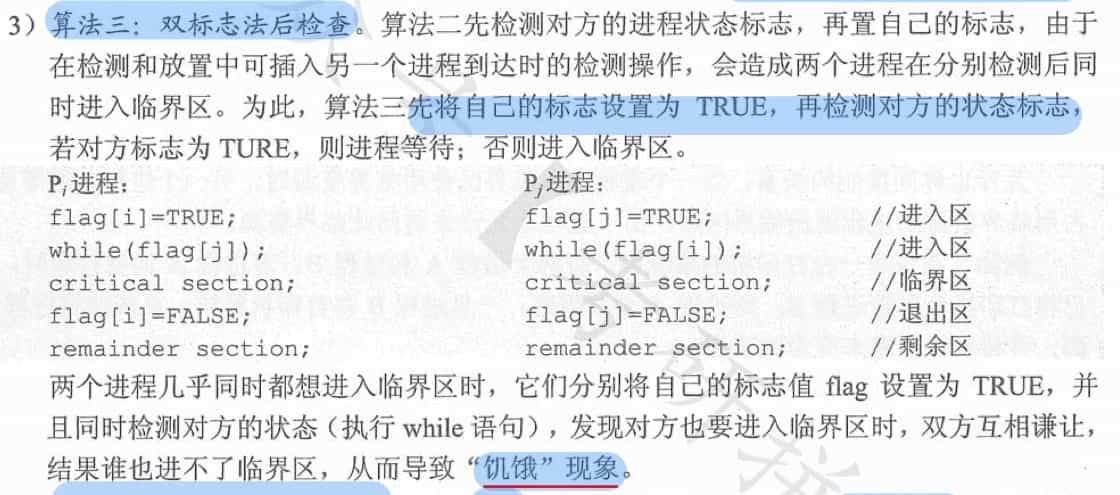 3）算法三：双标志法后检查。算法二先检测对方的进程状态标志，再置自己的标志，由于
在检测和放置中可插入另一个进程到达时的检测操作，会造成两个进程在分别检测后同
时进入临界区。为此，算法三先将自己的标志设置为 TRUE，再检测对方的状态标志，
若对方标志为 TURE，则进程等待；否则进入临界区。
Pi进程： Pj进程：
flag[i]=TRUE; flag[j]=TRUE; //进入区
while(flag[j]); while(flag[i]); //进入区
critical section; critical section; //临界区
flag[i]=FALSE; flag[j]=FALSE; //退出区
remainder section; remainder section; //剩余区
两个进程几乎同时都想进入临界区时，它们分别将自己的标志值 flag 设置为 TRUE，并
且同时检测对方的状态（执行 while 语句），发现对方也要进入临界区时，双方互相谦让，
结果谁也进不了临界区，从而导致“饥饿”现象。